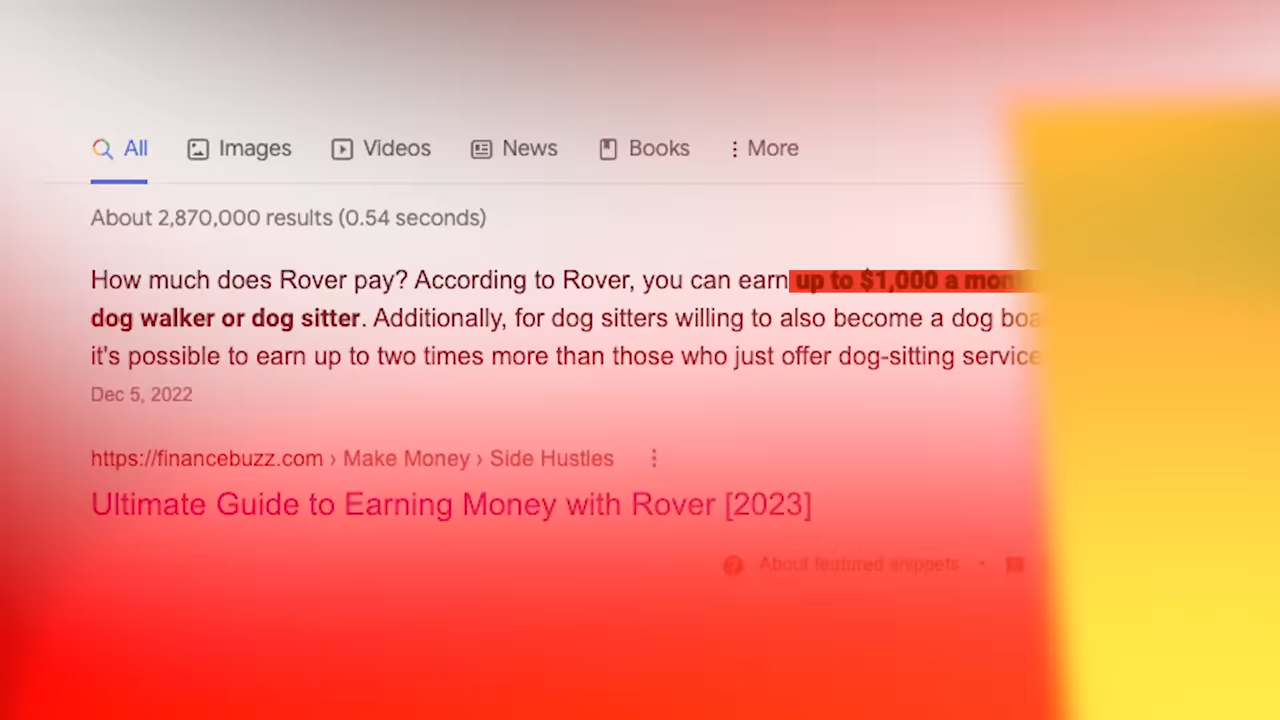 All Images Videos News Books More
About 2,870,000 results (0.54 seconds)
How much does Rover pay? According to Rover, you can earn up to $1,000 a
dog walker or dog sitter. Additionally, for dog sitters willing to also become a dog
it's possible to earn up to two times more than those who just offer dog-sitting
Dec 5, 2022
https://financebuzz.com › Make Money › Side Hustles
Ultimate Guide to Earning Money with Rover [2023]
About featured snippets